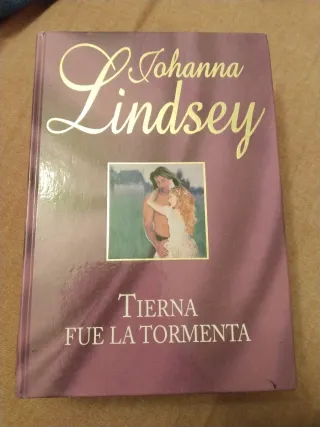 Johanna
Lindsey
TIERNA
FUE LA TORMENTA